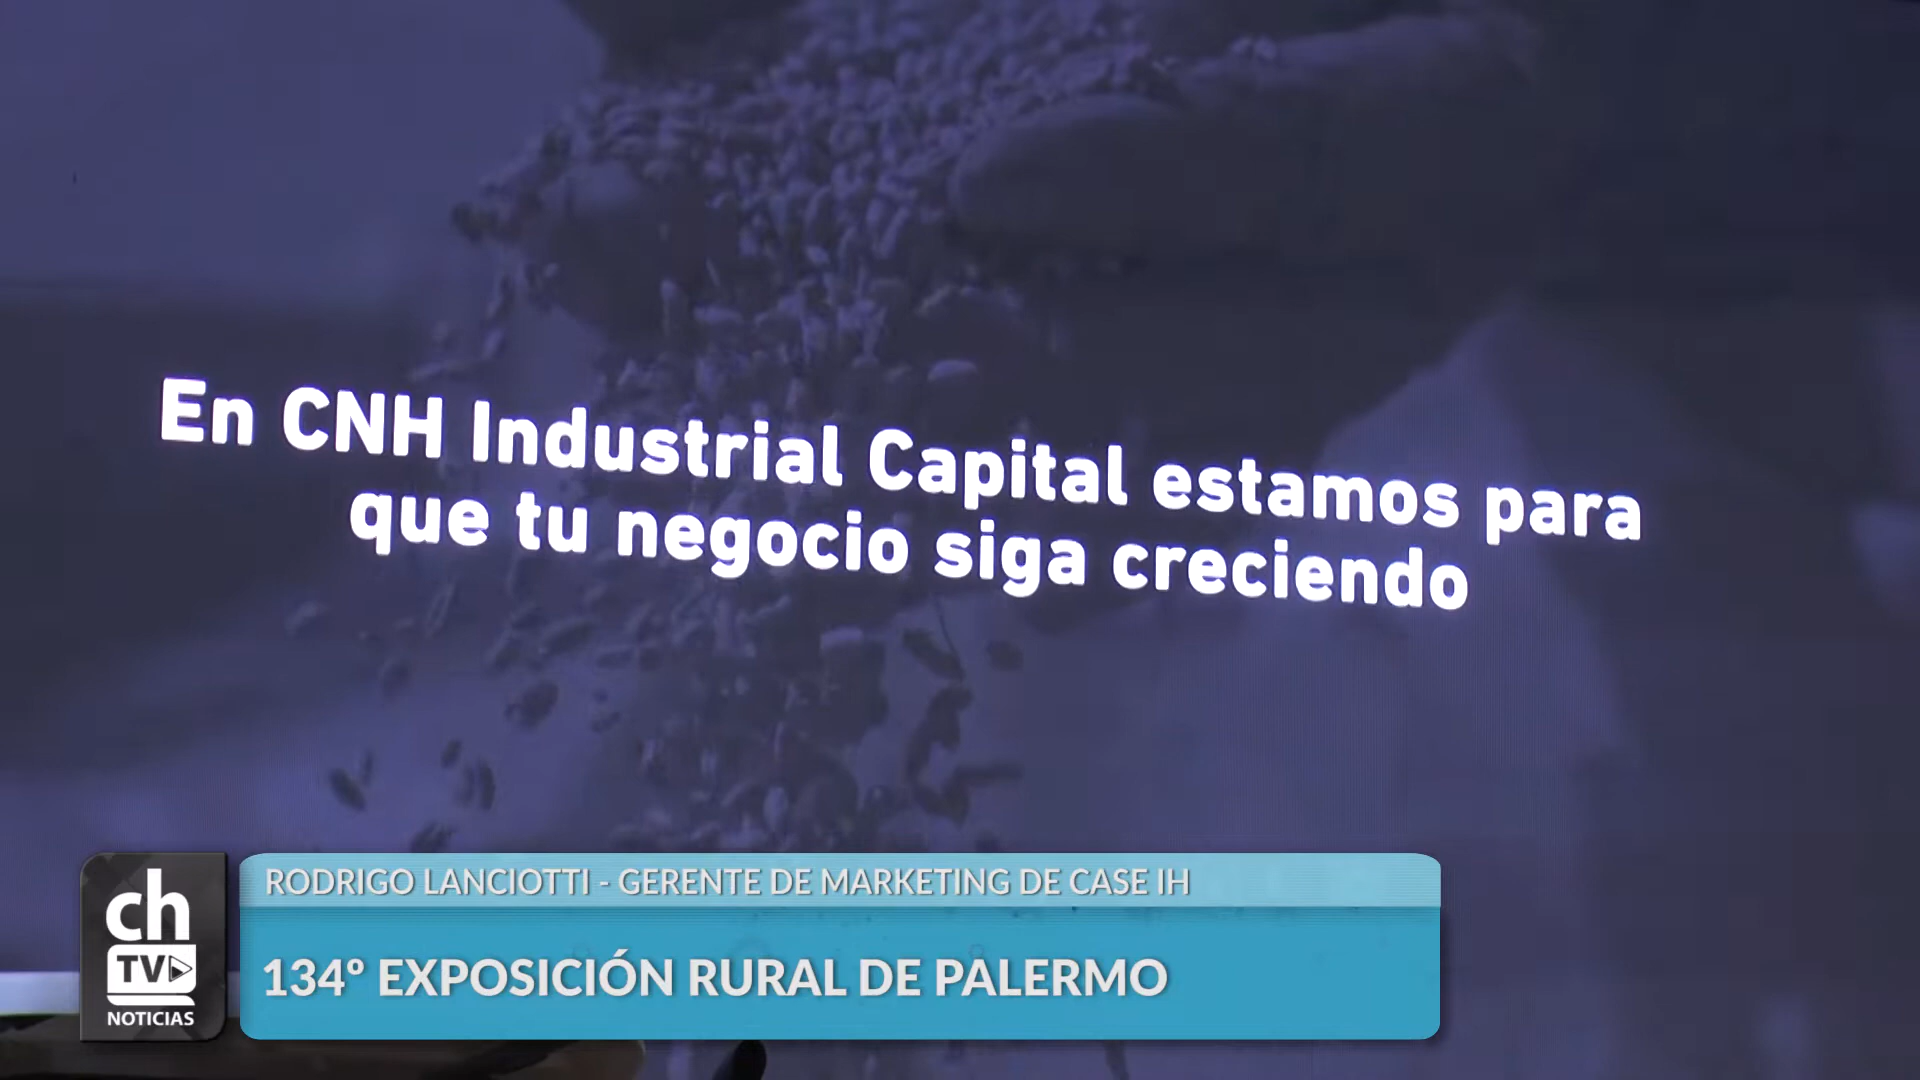 En CNH Industrial Capital estamos para
que tu negocio siga creciendo
ch
TV
NOTICIAS
RODRIGO LANCIOTTI - GERENTE DE MARKETING DE CASE IH
134º EXPOSICIÓN RURAL DE PALERMO